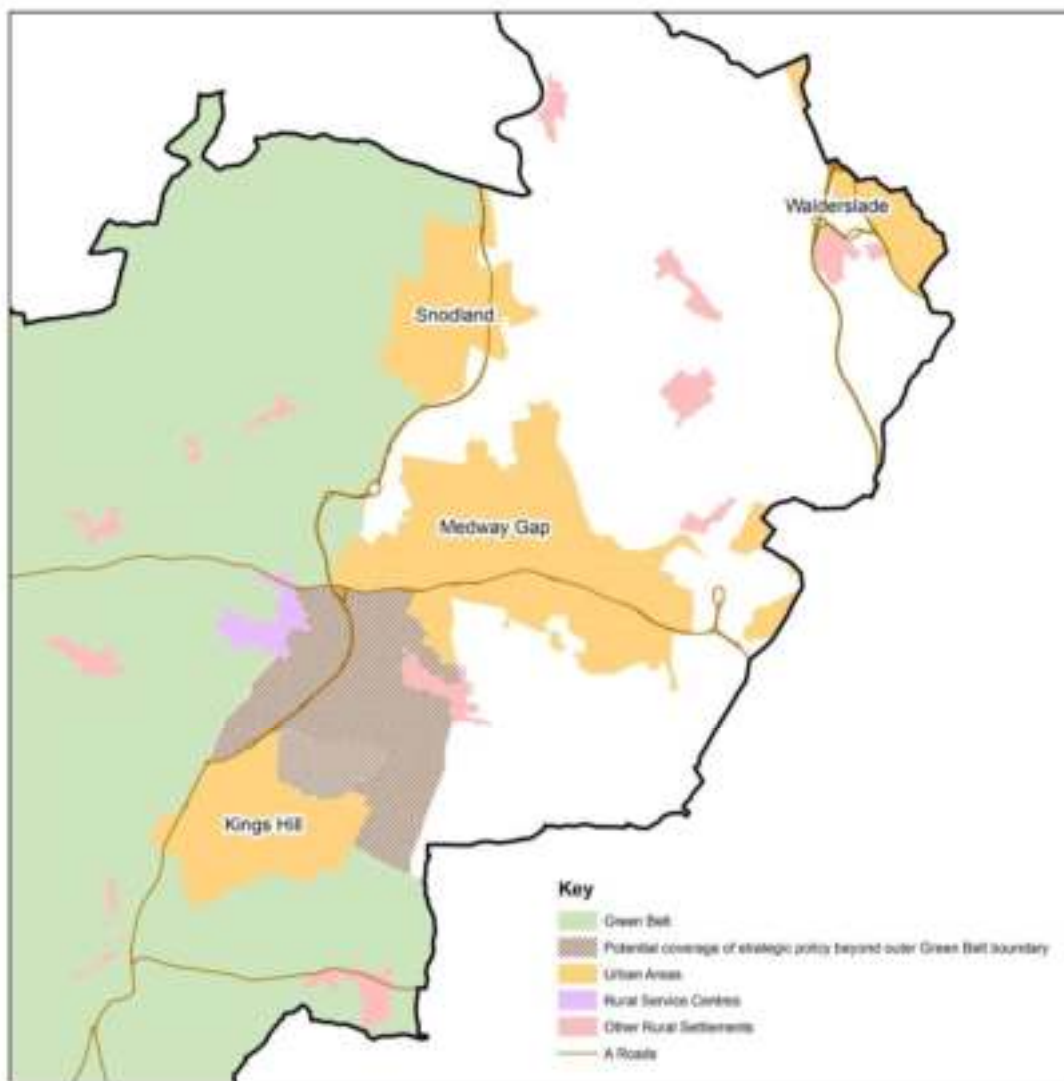 Walderslade
Snodland
Medway Gap
Kings Hill
Key
Green Belt
Potential coverage of strategic policy beyond outer Green Belt boundary
Urban Areas
Rural Service Centres
Other Rural Settlements
A Roads